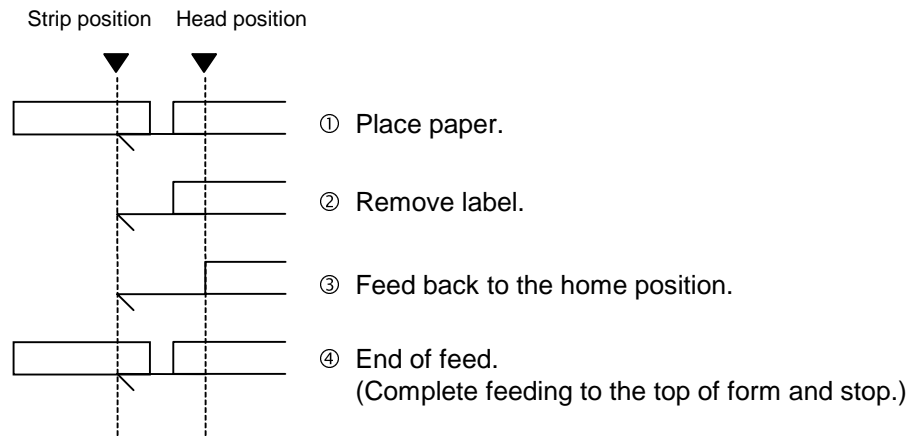 Strip position Head position
① Place paper.
② Remove label.
③ Feed back to the home position.
④ End of feed.
(Complete feeding to the top of form and stop.)